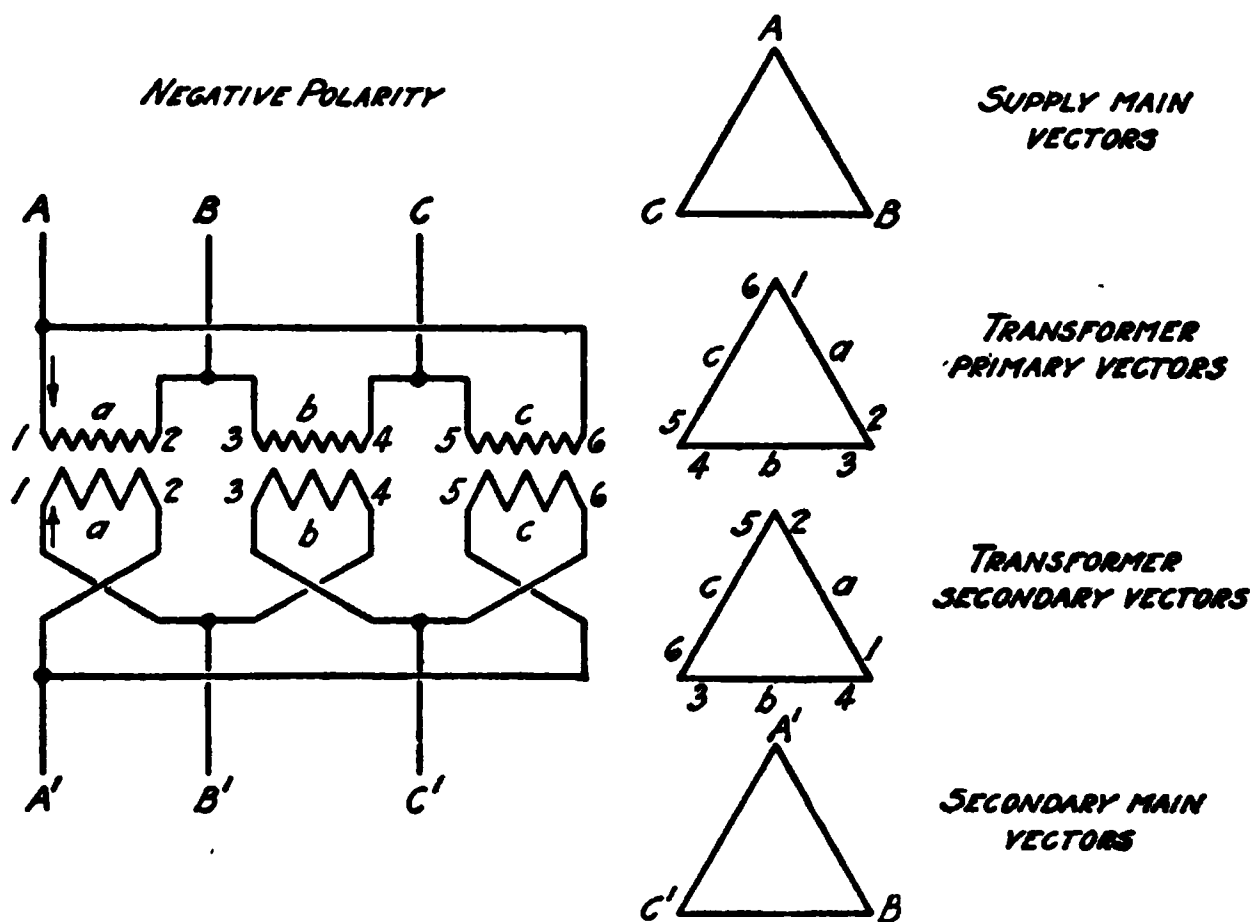 NEGATIVE POLARITY
A B C
1 a 2 3 b 4 5 c 6
1 a 2 3 b 4 5 c 6
A' B' C'
A
C B
SUPPLY MAIN
VECTORS
6 1
c a
5 2
4 b 3
TRANSFORMER
PRIMARY VECTORS
5 2
c a
6 1
3 b 4
TRANSFORMER
SECONDARY VECTORS
A'
C' B
SECONDARY MAIN
VECTORS